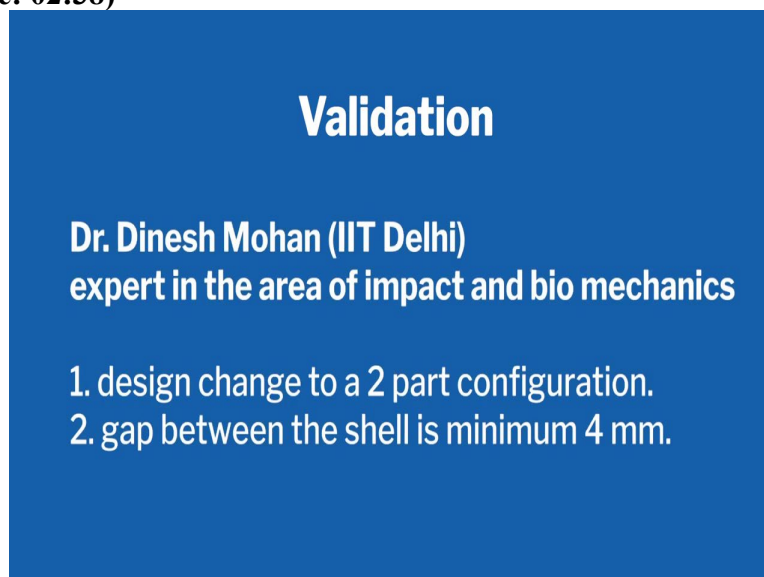 Validation
Dr. Dinesh Mohan (IIT Delhi)
expert in the area of impact and bio mechanics
1. design change to a 2 part configuration.
2. gap between the shell is minimum 4 mm.